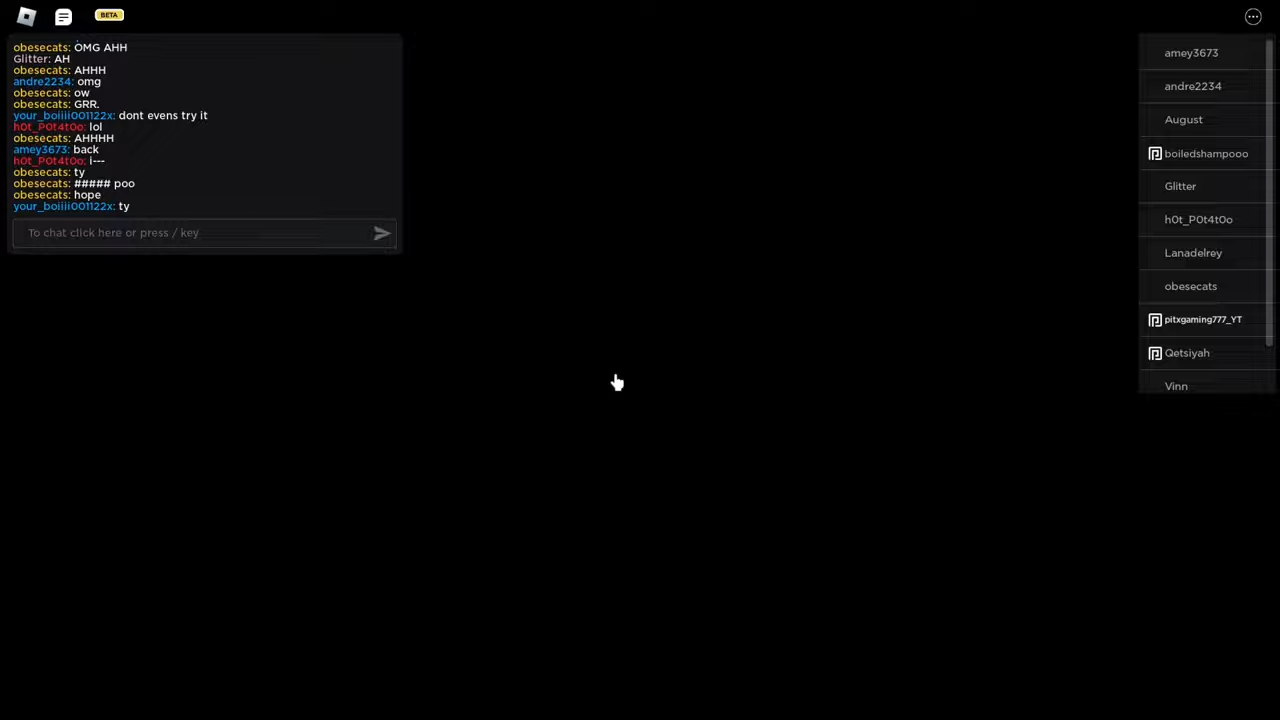 BETA
obesecats: OMG AHH
Glitter: AH
obesecats: AHHH
andre2234: omg
obesecats: ow
obesecats: GRR.
your_boiiii001122x: dont evens try it
h0t_P0t4t0o: lol
obesecats: AHHHH
amey3673: back
h0t_P0t4t0o: i---
obesecats: ty
obesecats: ##### poo
obesecats: hope
your_boiiii001122x: ty
To chat click here or press / key
amey3673
andre2234
August
boiledshampooo
Glitter
h0t_P0t4t0o
Lanadelrey
obesecats
pitxgaming777_YT
Qetsiyah
Vinn